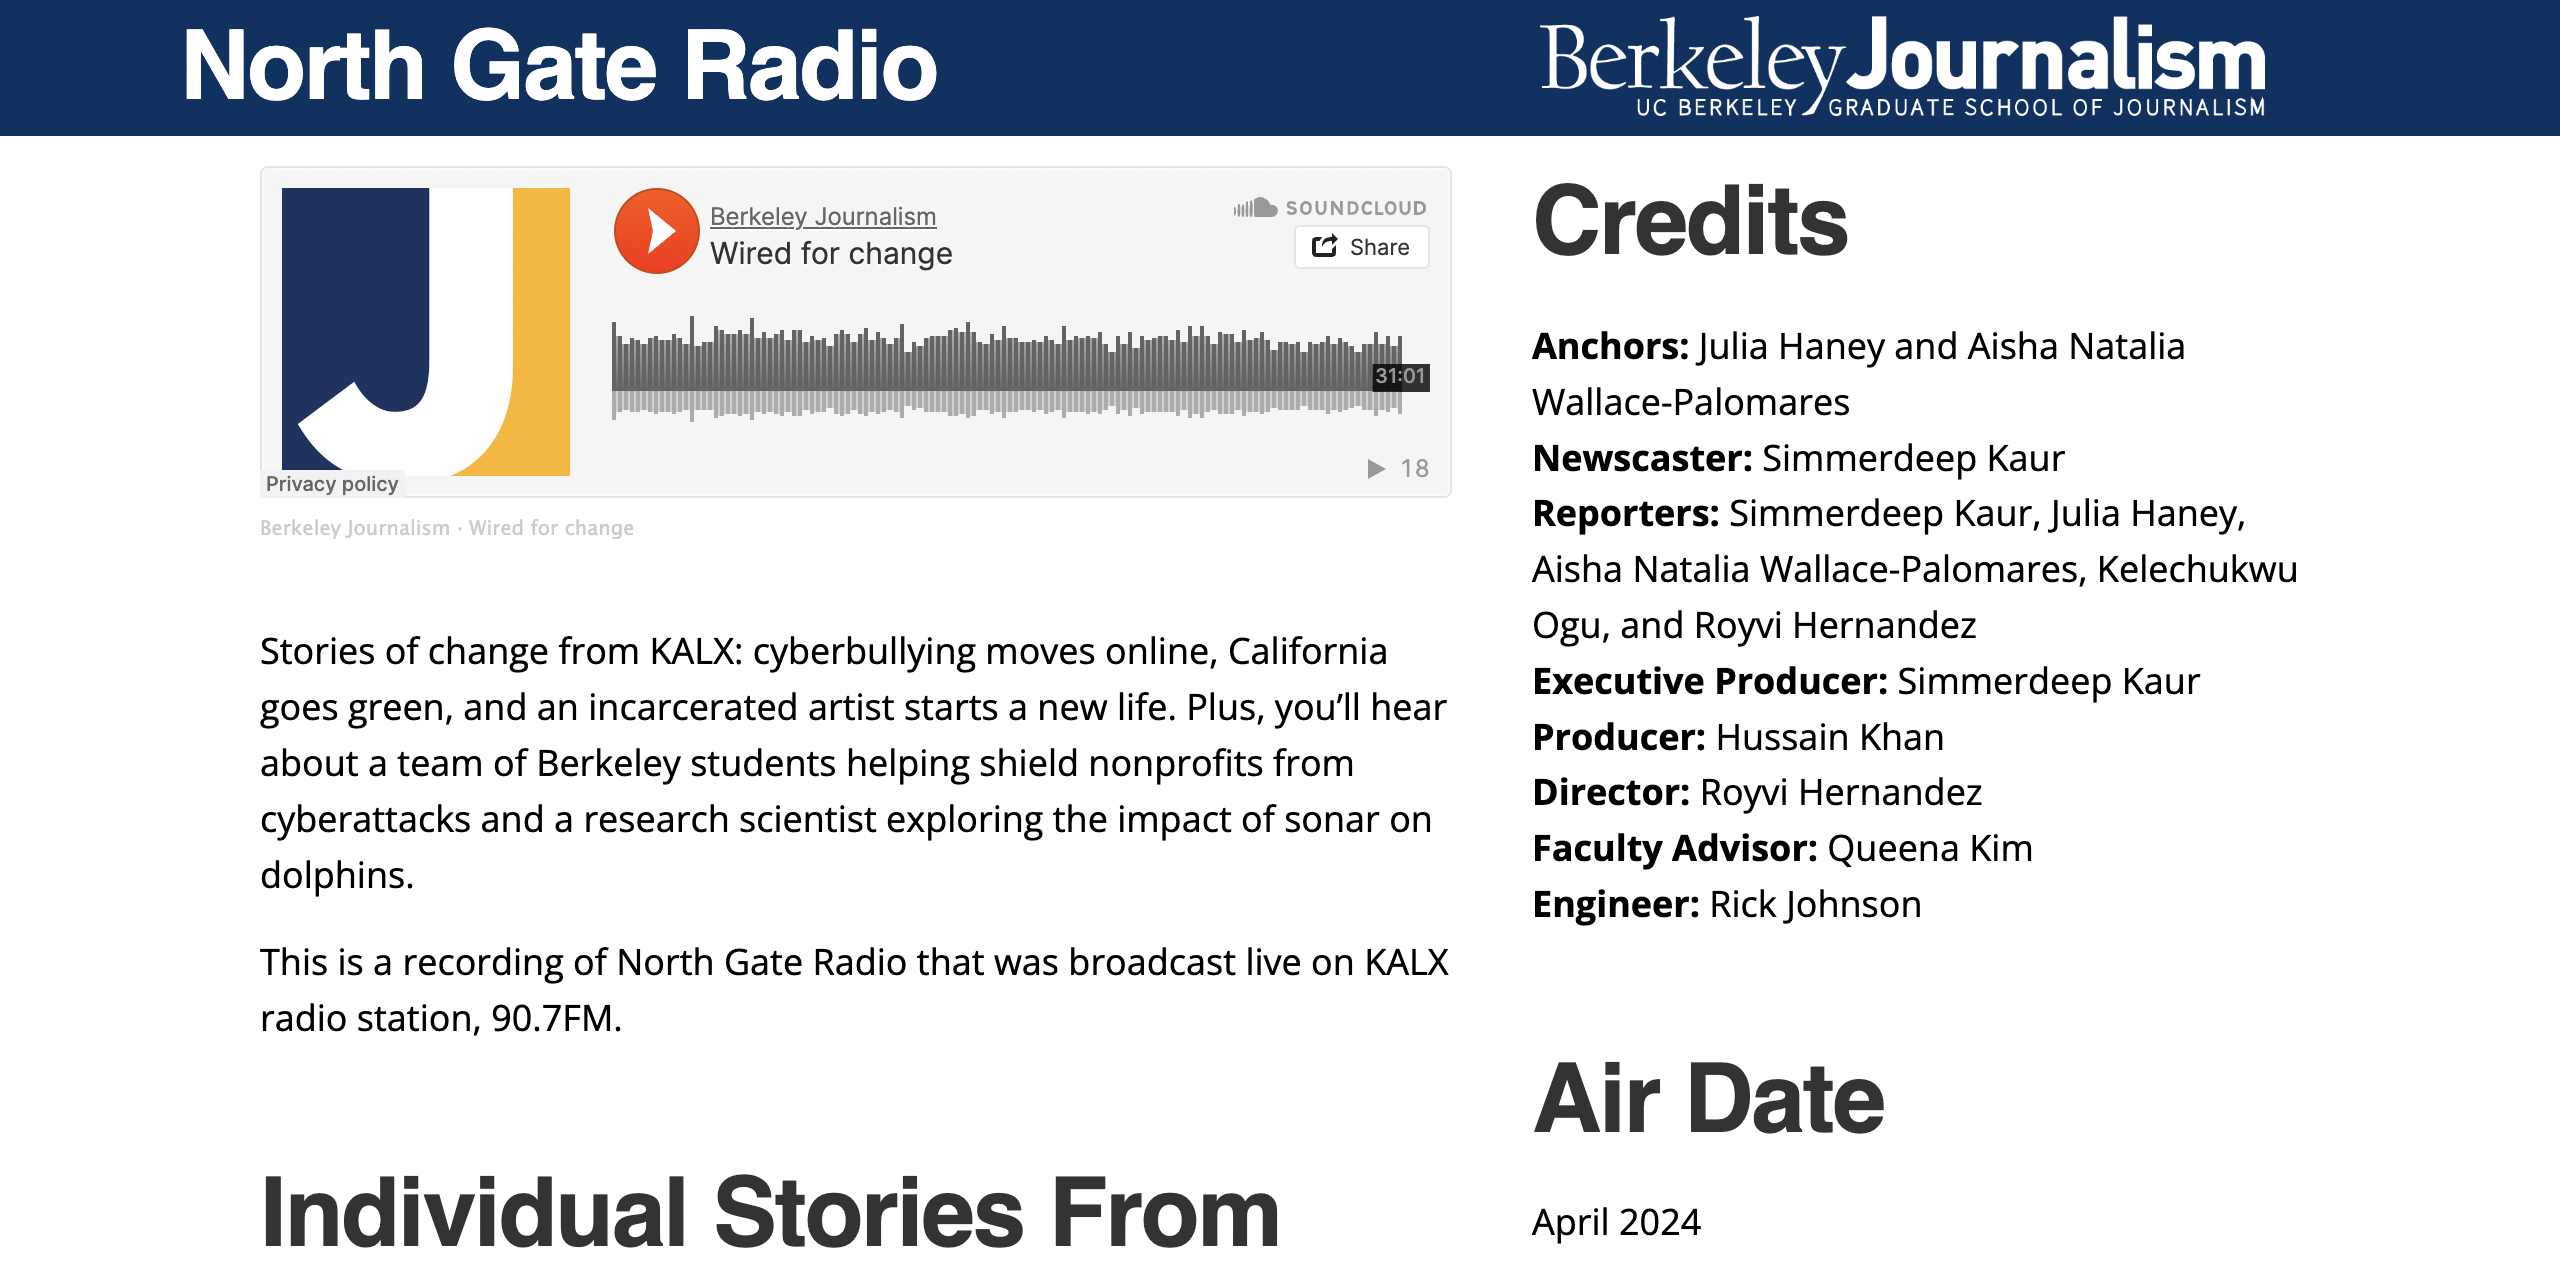 North Gate Radio
Berkeley Journalism
UC BERKELEY GRADUATE SCHOOL OF JOURNALISM
Berkeley Journalism
Wired for change
SOUNDCLOUD
Share
31:01
18
Privacy policy
Berkeley Journalism · Wired for change
Stories of change from KALX: cyberbullying moves online, California
goes green, and an incarcerated artist starts a new life. Plus, you’ll hear
about a team of Berkeley students helping shield nonprofits from
cyberattacks and a research scientist exploring the impact of sonar on
dolphins.
This is a recording of North Gate Radio that was broadcast live on KALX
radio station, 90.7FM.
Individual Stories From
Credits
Anchors: Julia Haney and Aisha Natalia
Wallace-Palomares
Newscaster: Simmerdeep Kaur
Reporters: Simmerdeep Kaur, Julia Haney,
Aisha Natalia Wallace-Palomares, Kelechukwu
Ogu, and Royvi Hernandez
Executive Producer: Simmerdeep Kaur
Producer: Hussain Khan
Director: Royvi Hernandez
Faculty Advisor: Queena Kim
Engineer: Rick Johnson
Air Date
April 2024